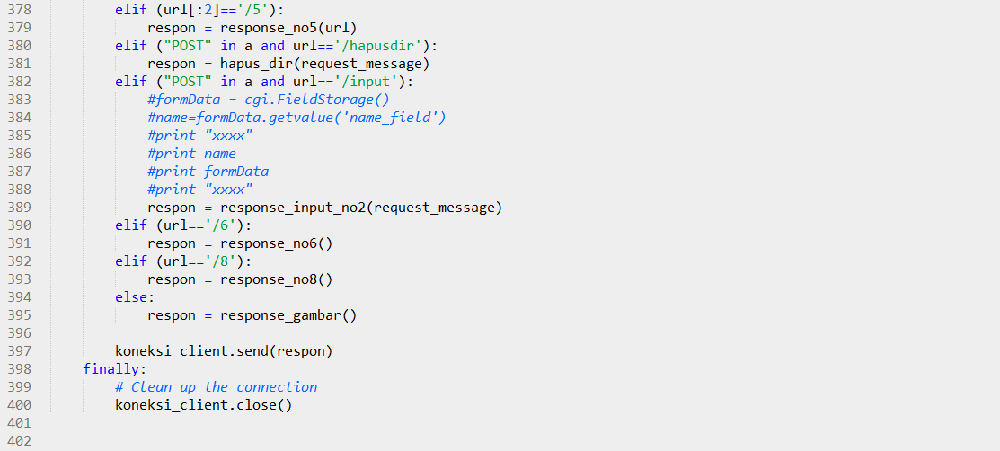 378 elif (url[:2]=='/5'):
379 respon = response_no5(url)
380 elif ("POST" in a and url=='/hapusdir'):
381 respon = hapus_dir(request_message)
382 elif ("POST" in a and url=='/input'):
383 #formData = cgi.FieldStorage()
384 #name=formData.getvalue('name_field')
385 #print "xxxx"
386 #print name
387 #print formData
388 #print "xxxx"
389 respon = response_input_no2(request_message)
390 elif (url=='/6'):
391 respon = response_no6()
392 elif (url=='/8'):
393 respon = response_no8()
394 else:
395 respon = response_gambar()
396
397 koneksi_client.send(respon)
398 finally:
399 # Clean up the connection
400 koneksi_client.close()
401
402